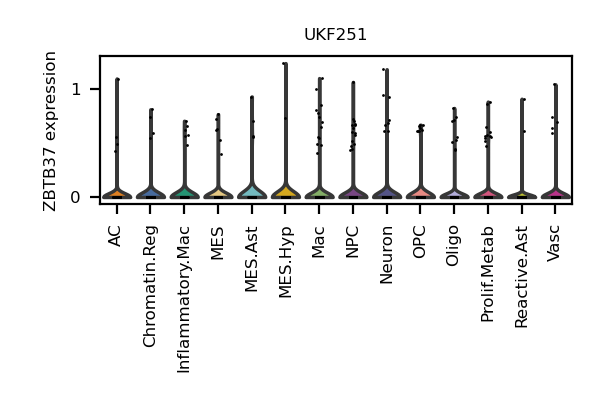 UKF251
ZBTB37 expression
1
0
AC
Chromatin.Reg
Inflammatory.Mac
MES
MES.Ast
MES.Hyp
Mac
NPC
Neuron
OPC
Oligo
Prolif.Metab
Reactive.Ast
Vasc